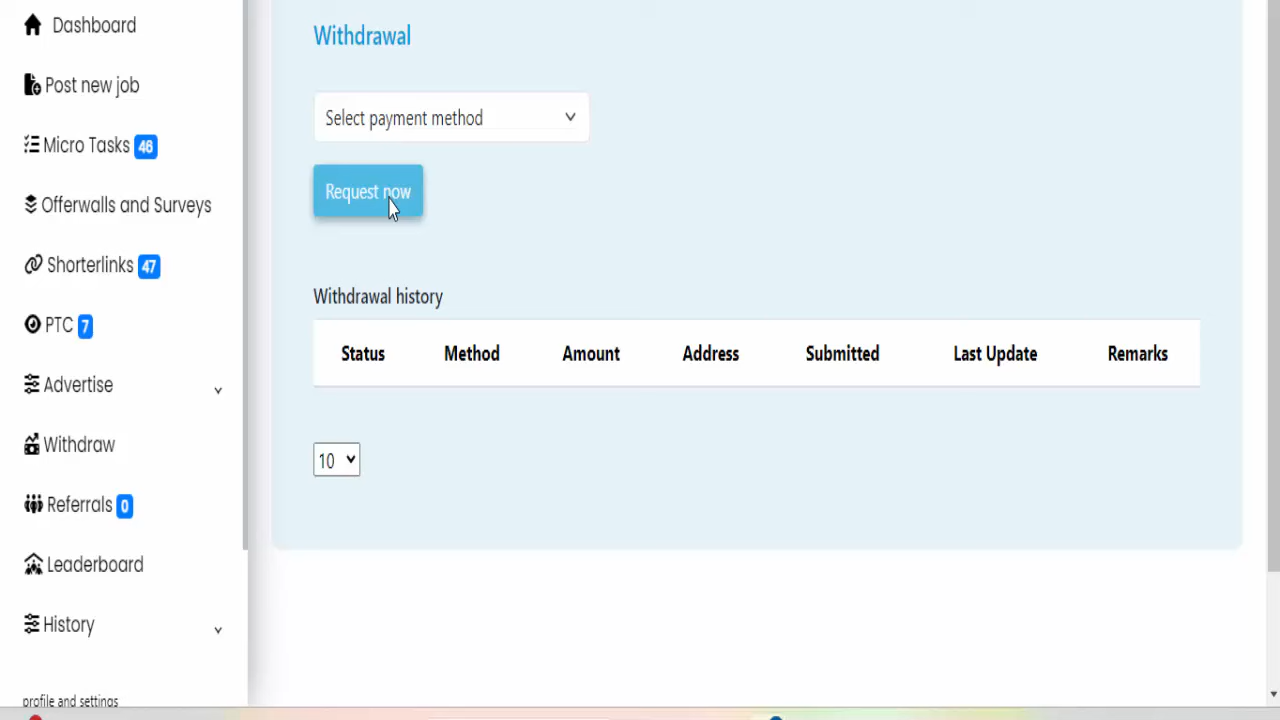 Dashboard
Post new job
Micro Tasks 46
Offerwalls and Surveys
Shorterlinks 47
PTC 7
Advertise
Withdraw
Referrals 0
Leaderboard
History
profile and settings
Withdrawal
Select payment method
Request now
Withdrawal history
Status Method Amount Address Submitted Last Update Remarks
10